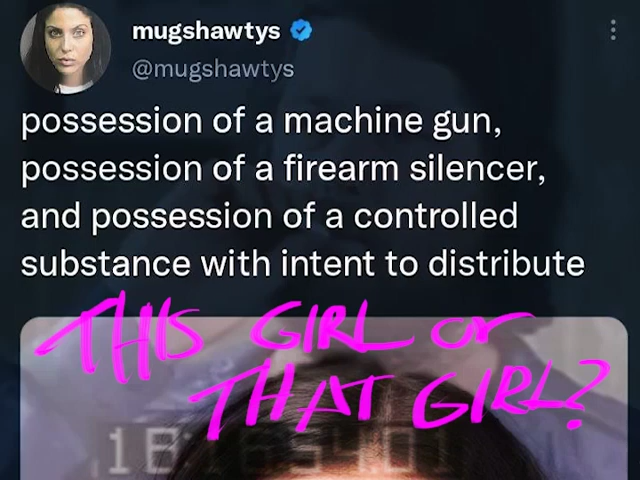 mugshawtys
@mugshawtys
possession of a machine gun,
possession of a firearm silencer,
and possession of a controlled
substance with intent to distribute
THIS GIRL or
THAT GIRL?